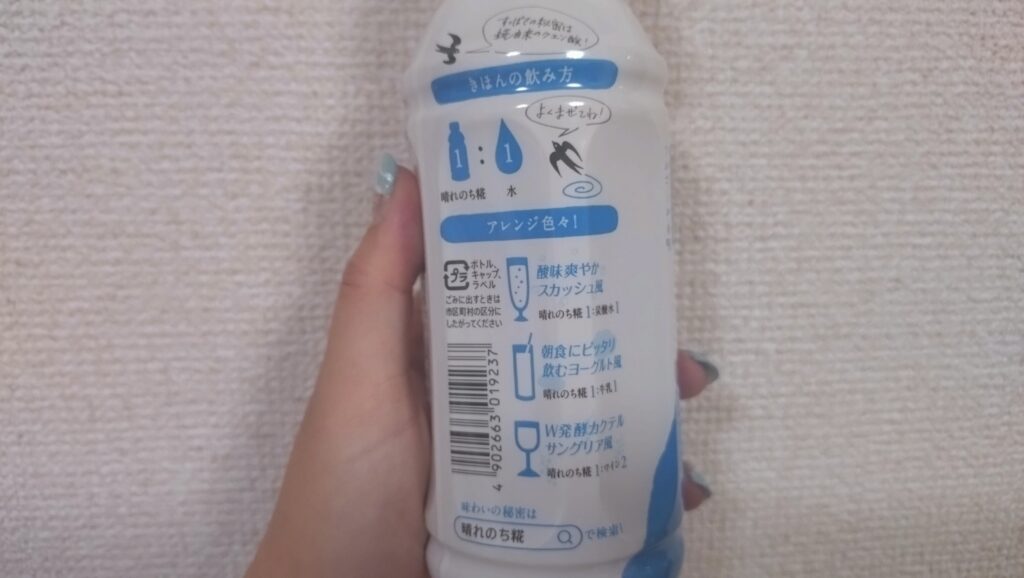 すっぱさの秘密は
糀由来のクエン酸!
きほんの飲み方
よくまぜてね!
1:1
晴れのち糀 水
アレンジ色々!
プラ
ボトル、
キャップ、
ラベル
ごみに出すときは
市区町村の区分に
したがってください
酸味爽やか
スカッシュ風
晴れのち糀 1:炭酸水1
朝食にピッタリ
飲むヨーグルト風
晴れのち糀 1:牛乳1
W発酵カクテル
サングリア風
晴れのち糀 1:ワイン2
4 902663 019237
味わいの秘密は
晴れのち糀 で検索!